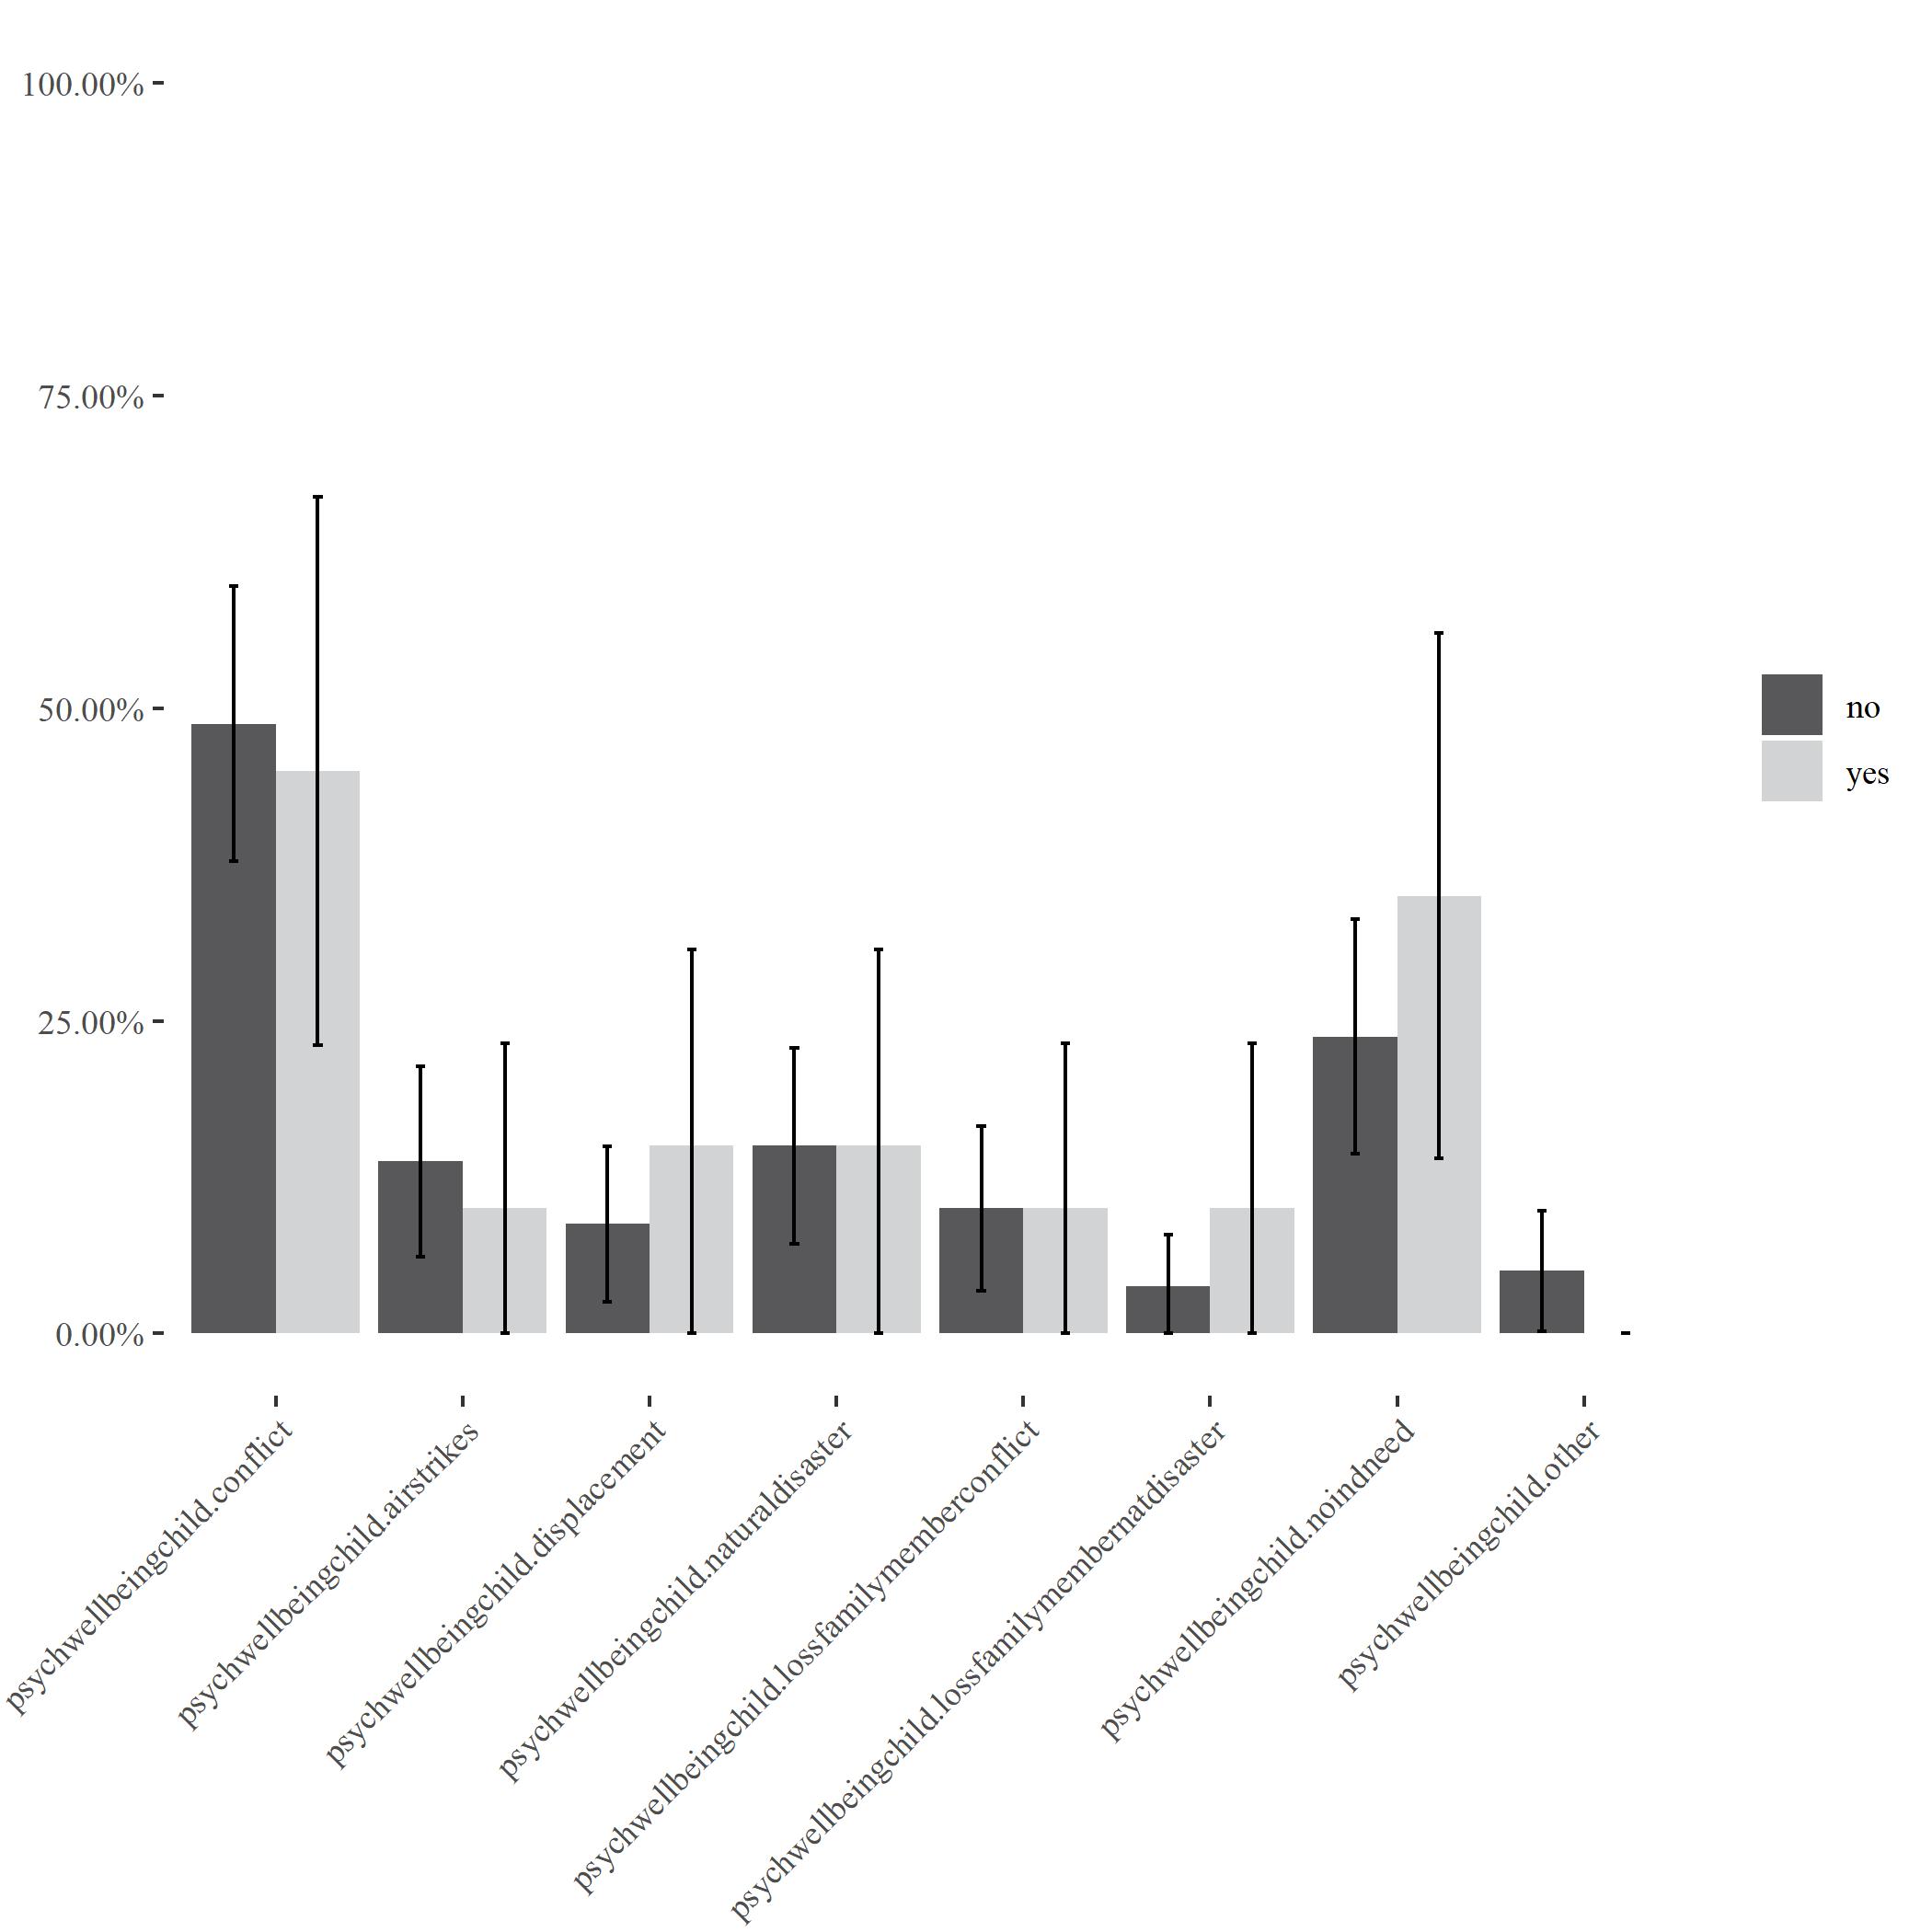 100.00%
75.00%
50.00%
25.00%
0.00%
no
yes
psychwellbeingchild.conflict
psychwellbeingchild.airstrikes
psychwellbeingchild.displacement
psychwellbeingchild.naturaldisaster
psychwellbeingchild.lossfamilymemberconflict
psychwellbeingchild.lossfamilymembernatdisaster
psychwellbeingchild.noindneed
psychwellbeingchild.other